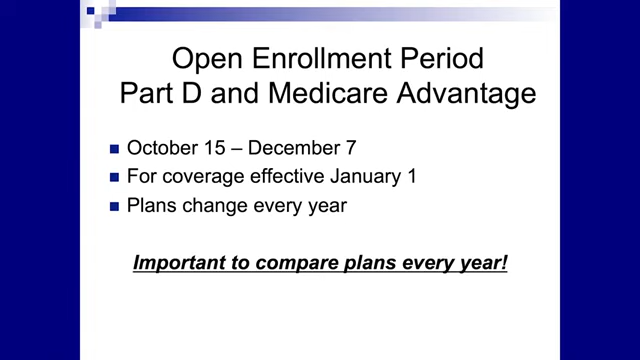 Open Enrollment Period
Part D and Medicare Advantage
October 15 – December 7
For coverage effective January 1
Plans change every year
Important to compare plans every year!